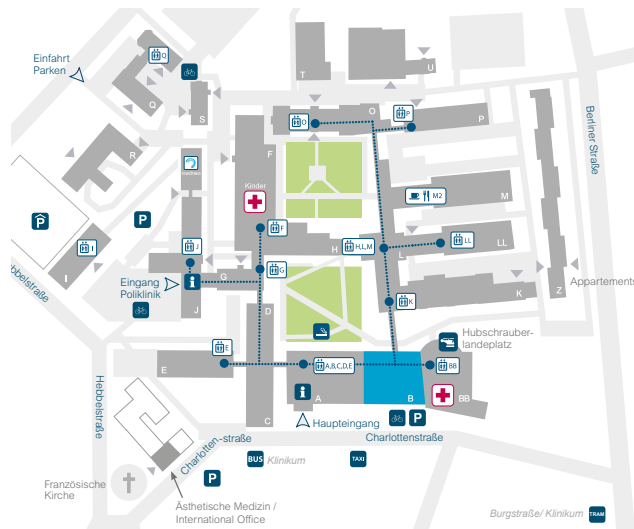 Einfahrt
Parken
Q
Q
S
T
U
O
O
P
P
Berliner Straße
R
F
Kinder
M2
M
F
H
H,L,M
L
LL
LL
P
P
I
I
J
J
Eingang
Poliklinik
G
G
K
K
Z
Appartements
Hebbelstraße
D
Hubschrauber-
landeplatz
E
E
A,B,C,D,E
BB
BB
A
B
C
P
Haupteingang
Charlottenstraße
Charlotten-straße
Hebbelstraße
BUS
Klinikum
TAXI
P
Französische
Kirche
Ästhetische Medizin /
International Office
Burgstraße/ Klinikum
TRAM